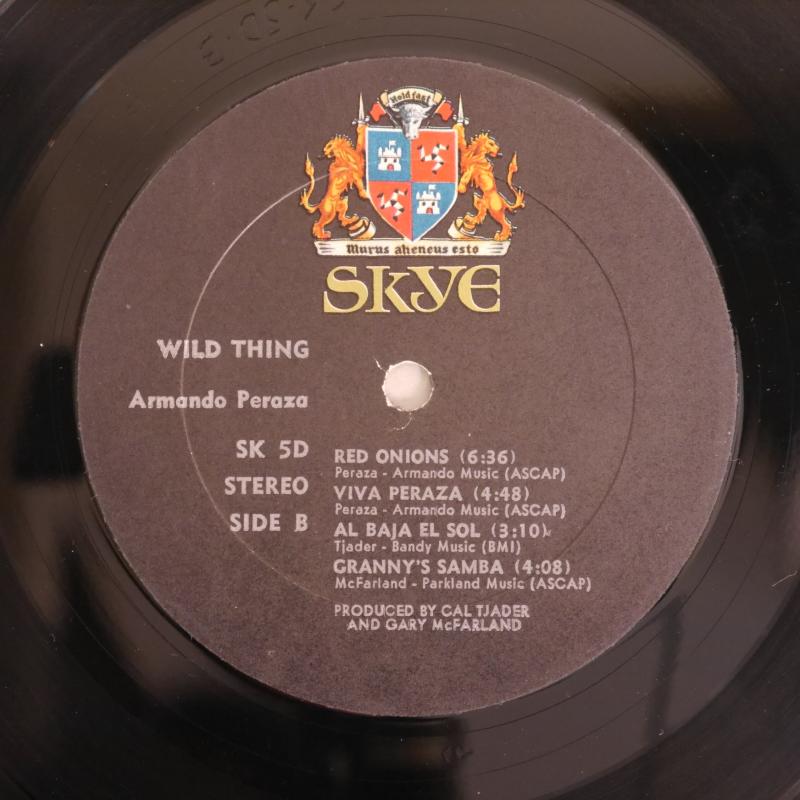 Hold fast
Murus aheneus esto
SKYE
WILD THING
Armando Peraza
SK 5D
STEREO
SIDE B
RED ONIONS (6:36)
Peraza - Armando Music (ASCAP)
VIVA PERAZA (4:48)
Peraza - Armando Music (ASCAP)
AL BAJA EL SOL (3:10)
Tjader - Bandy Music (BMI)
GRANNY'S SAMBA (4:08)
McFarland - Parkland Music (ASCAP)
PRODUCED BY CAL TJADER
AND GARY McFARLAND